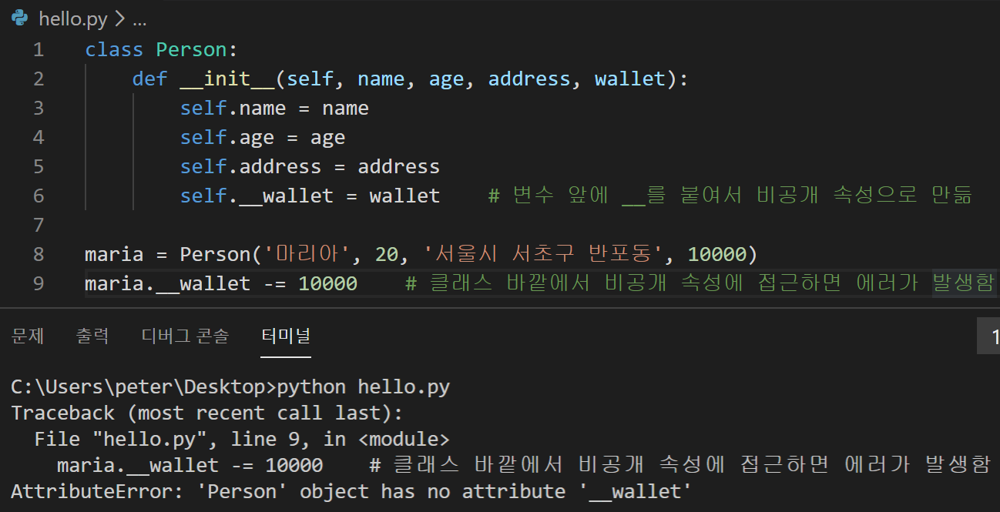 hello.py > ...
1 class Person:
2     def __init__(self, name, age, address, wallet):
3         self.name = name
4         self.age = age
5         self.address = address
6         self.__wallet = wallet    # 변수 앞에 __를 붙여서 비공개 속성으로 만듦
7
8 maria = Person('마리아', 20, '서울시 서초구 반포동', 10000)
9 maria.__wallet -= 10000    # 클래스 바깥에서 비공개 속성에 접근하면 에러가 발생함
문제 출력 디버그 콘솔 터미널 1
C:\Users\peter\Desktop>python hello.py
Traceback (most recent call last):
  File "hello.py", line 9, in <module>
    maria.__wallet -= 10000    # 클래스 바깥에서 비공개 속성에 접근하면 에러가 발생함
AttributeError: 'Person' object has no attribute '__wallet'